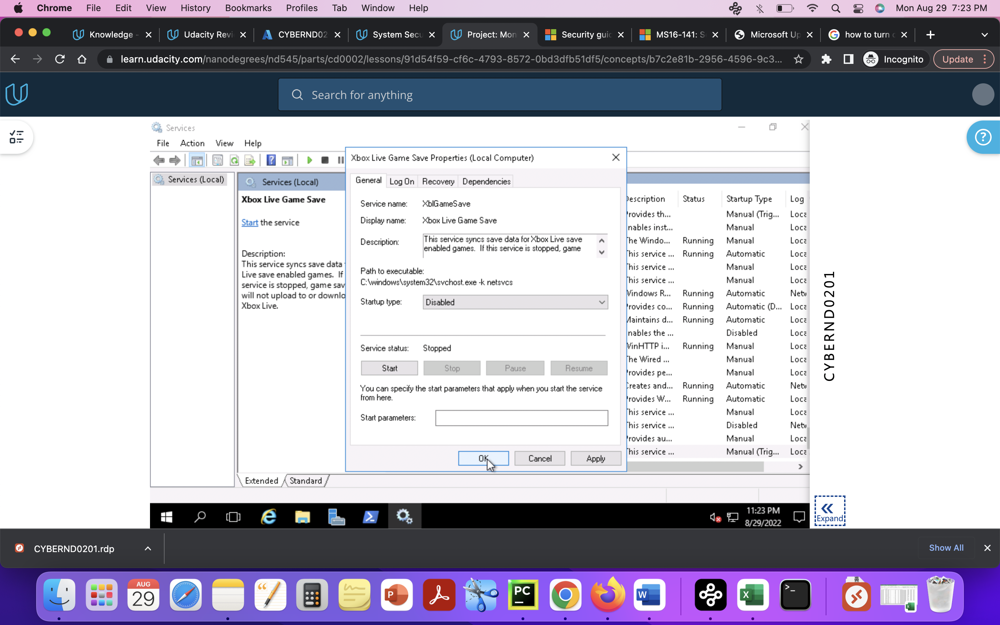 Chrome File Edit View History Bookmarks Profiles Tab Window Help Mon Aug 29 7:23 PM
Knowledge - Udacity Revi CYBERND02 System Secu Project: Mon Security guid MS16-141: S Microsoft Up how to turn
learn.udacity.com/nanodegrees/nd545/parts/cd0002/lessons/91d54f59-cf6c-4793-8572-0bd3dfb51df5/concepts/b7c2e81b-2956-4596-9c3... Incognito Update
Search for anything
Services
File Action View Help
Services (Local)
Services (Local)
Xbox Live Game Save
Start the service
Description:
This service syncs save data
Live save enabled games. If
service is stopped, game sav
will not upload to or downlo
Xbox Live.
Xbox Live Game Save Properties (Local Computer)
General Log On Recovery Dependencies
Service name: XblGameSave
Display name: Xbox Live Game Save
Description: This service syncs save data for Xbox Live save
enabled games. If this service is stopped, game
Path to executable:
C:\windows\system32\svchost.exe -k netsvcs
Startup type: Disabled
Service status: Stopped
Start Stop Pause Resume
You can specify the start parameters that apply when you start the service
from here.
Start parameters:
OK Cancel Apply
Description Status Startup Type Log
rovides th... Manual (Trig... Loca
nables inst... Manual Loca
he Windo... Running Manual Loca
his service ... Running Automatic Loca
his service ... Manual Loca
his service ... Manual Loca
Windows R... Running Automatic Netw
rovides co... Running Automatic (D... Loca
Maintains d... Running Automatic Loca
nables the ... Disabled Loca
WinHTTP i... Running Manual Loca
he Wired ... Manual Loca
rovides pe... Manual Loca
reates and... Running Automatic Netw
rovides W... Running Automatic Loca
his service ... Manual Loca
his service ... Disabled Netw
rovides au... Manual Loca
his service ... Manual (Trig... Loca
Extended Standard
CYBERND0201
Expand
11:23 PM
8/29/2022
CYBERND0201.rdp Show All
AUG
29
PC